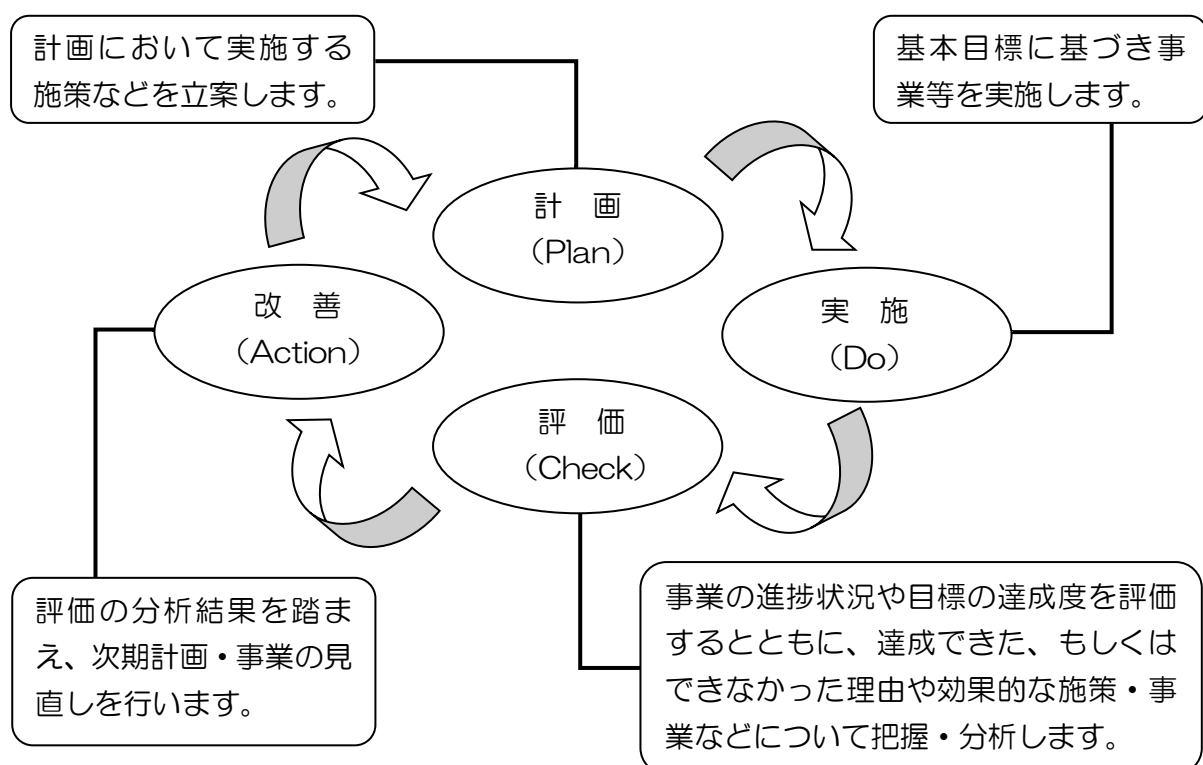 計画において実施する
施策などを立案します。
基本目標に基づき事
業等を実施します。
計 画
（Plan）
実 施
（Do）
評 価
（Check）
改 善
（Action）
評価の分析結果を踏ま
え、次期計画・事業の見
直しを行います。
事業の進捗状況や目標の達成度を評価
するとともに、達成できた、もしくは
できなかった理由や効果的な施策・事
業などについて把握・分析します。